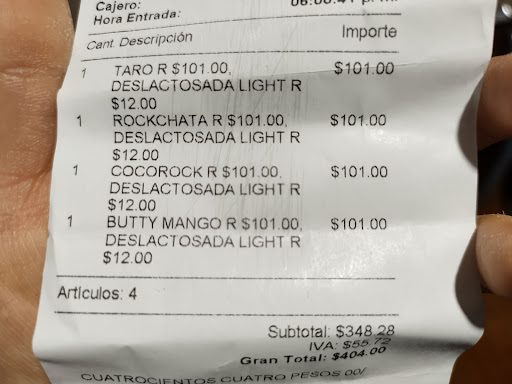 Cajero:
Hora Entrada:
Cant. Descripción Importe
1 TARO R $101.00, $101.00
DESLACTOSADA LIGHT R
$12.00
1 ROCKCHATA R $101.00, $101.00
DESLACTOSADA LIGHT R
$12.00
1 COCOROCK R $101.00, $101.00
DESLACTOSADA LIGHT R
$12.00
1 BUTTY MANGO R $101.00, $101.00
DESLACTOSADA LIGHT R
$12.00
Articulos: 4
Subtotal: $348.28
IVA: $55.72
Gran Total: $404.00
CUATROCIENTOS CUATRO PESOS 00/